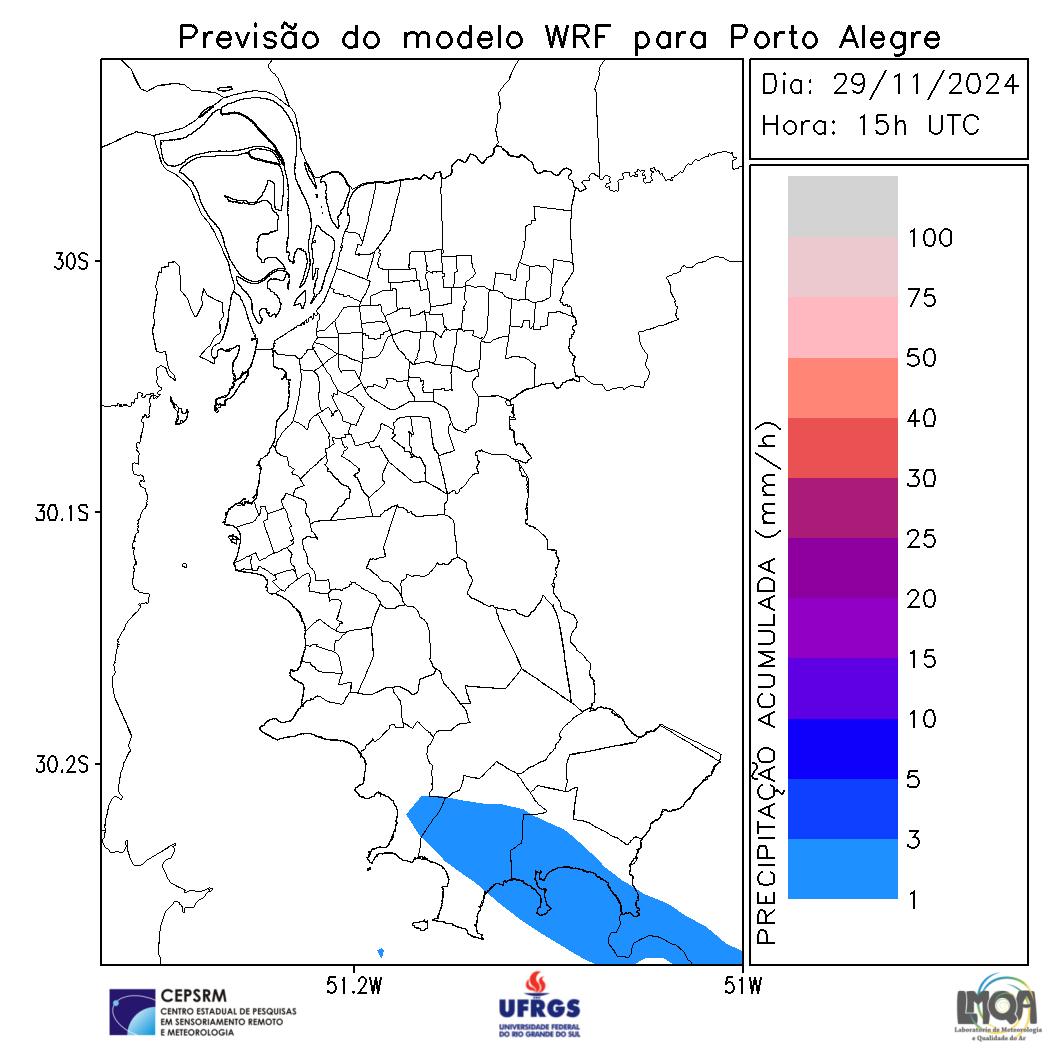 Previsão do modelo WRF para Porto Alegre
Dia: 29/11/2024
Hora: 15h UTC
30S
30.1S
30.2S
51.2W
51W
PRECIPITAÇÃO ACUMULADA (mm/h)
100
75
50
40
30
25
20
15
10
5
3
1
CEPSRM
CENTRO ESTADUAL DE PESQUISAS
EM SENSORIAMENTO REMOTO
E METEOROLOGIA
UFRGS
UNIVERSIDADE FEDERAL
DO RIO GRANDE DO SUL
LMQA
Laboratório de Meteorologia
e Qualidade do Ar